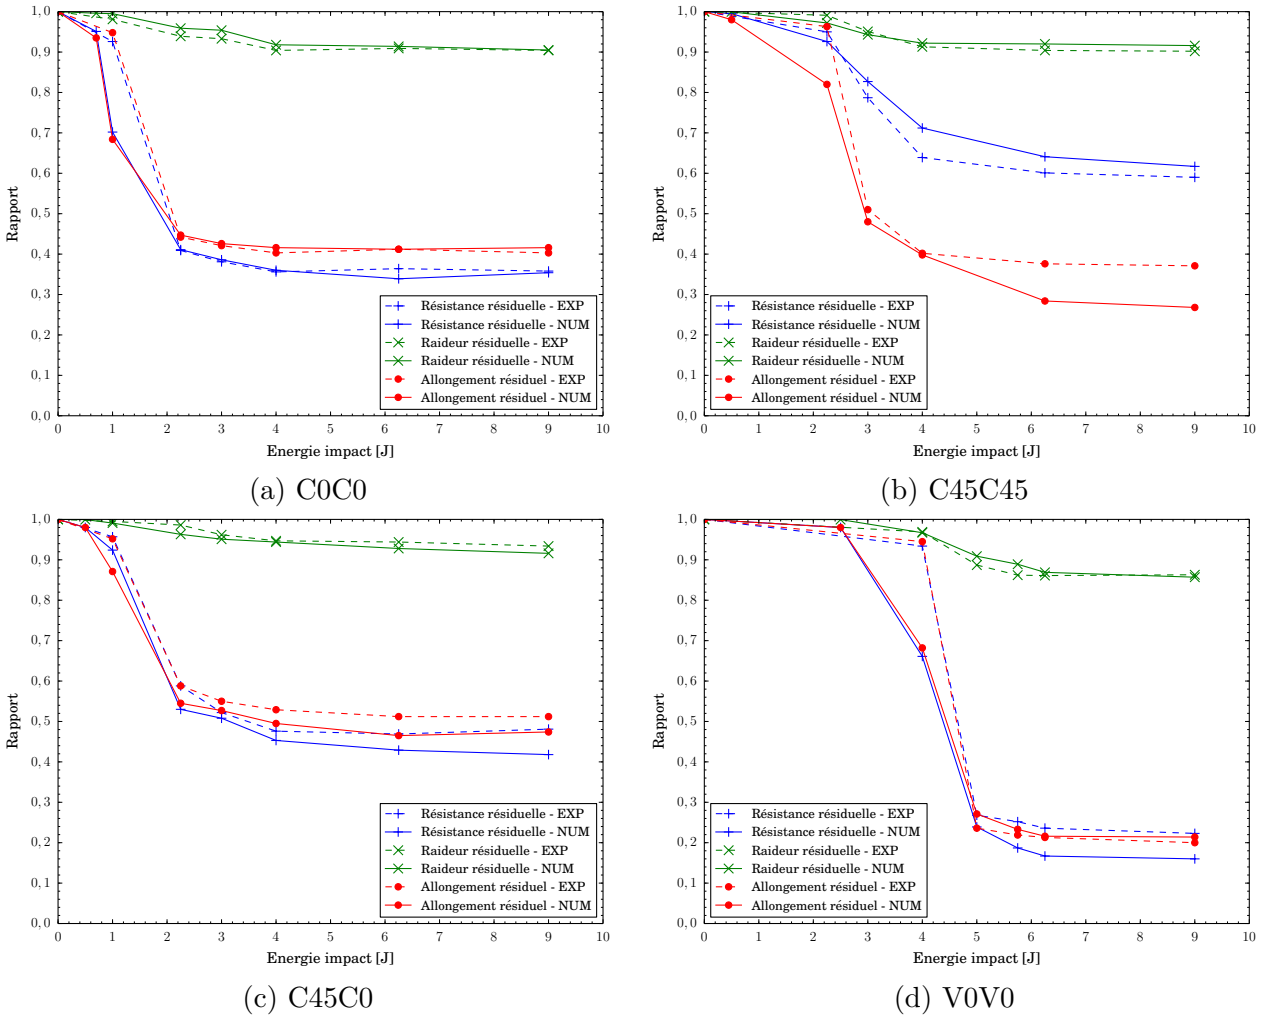 1,0
0,9
0,8
0,7
0,6
0,5
0,4
0,3
0,2
0,1
0,0
Rapport
0 1 2 3 4 5 6 7 8 9 10
Energie impact [J]
Résistance résiduelle - EXP
Résistance résiduelle - NUM
Raideur résiduelle - EXP
Raideur résiduelle - NUM
Allongement résiduel - EXP
Allongement résiduel - NUM
(a) C0C0
1,0
0,9
0,8
0,7
0,6
0,5
0,4
0,3
0,2
0,1
0,0
Rapport
0 1 2 3 4 5 6 7 8 9 10
Energie impact [J]
Résistance résiduelle - EXP
Résistance résiduelle - NUM
Raideur résiduelle - EXP
Raideur résiduelle - NUM
Allongement résiduel - EXP
Allongement résiduel - NUM
(b) C45C45
1,0
0,9
0,8
0,7
0,6
0,5
0,4
0,3
0,2
0,1
0,0
Rapport
0 1 2 3 4 5 6 7 8 9 10
Energie impact [J]
Résistance résiduelle - EXP
Résistance résiduelle - NUM
Raideur résiduelle - EXP
Raideur résiduelle - NUM
Allongement résiduel - EXP
Allongement résiduel - NUM
(c) C45C0
1,0
0,9
0,8
0,7
0,6
0,5
0,4
0,3
0,2
0,1
0,0
Rapport
0 1 2 3 4 5 6 7 8 9 10
Energie impact [J]
Résistance résiduelle - EXP
Résistance résiduelle - NUM
Raideur résiduelle - EXP
Raideur résiduelle - NUM
Allongement résiduel - EXP
Allongement résiduel - NUM
(d) V0V0